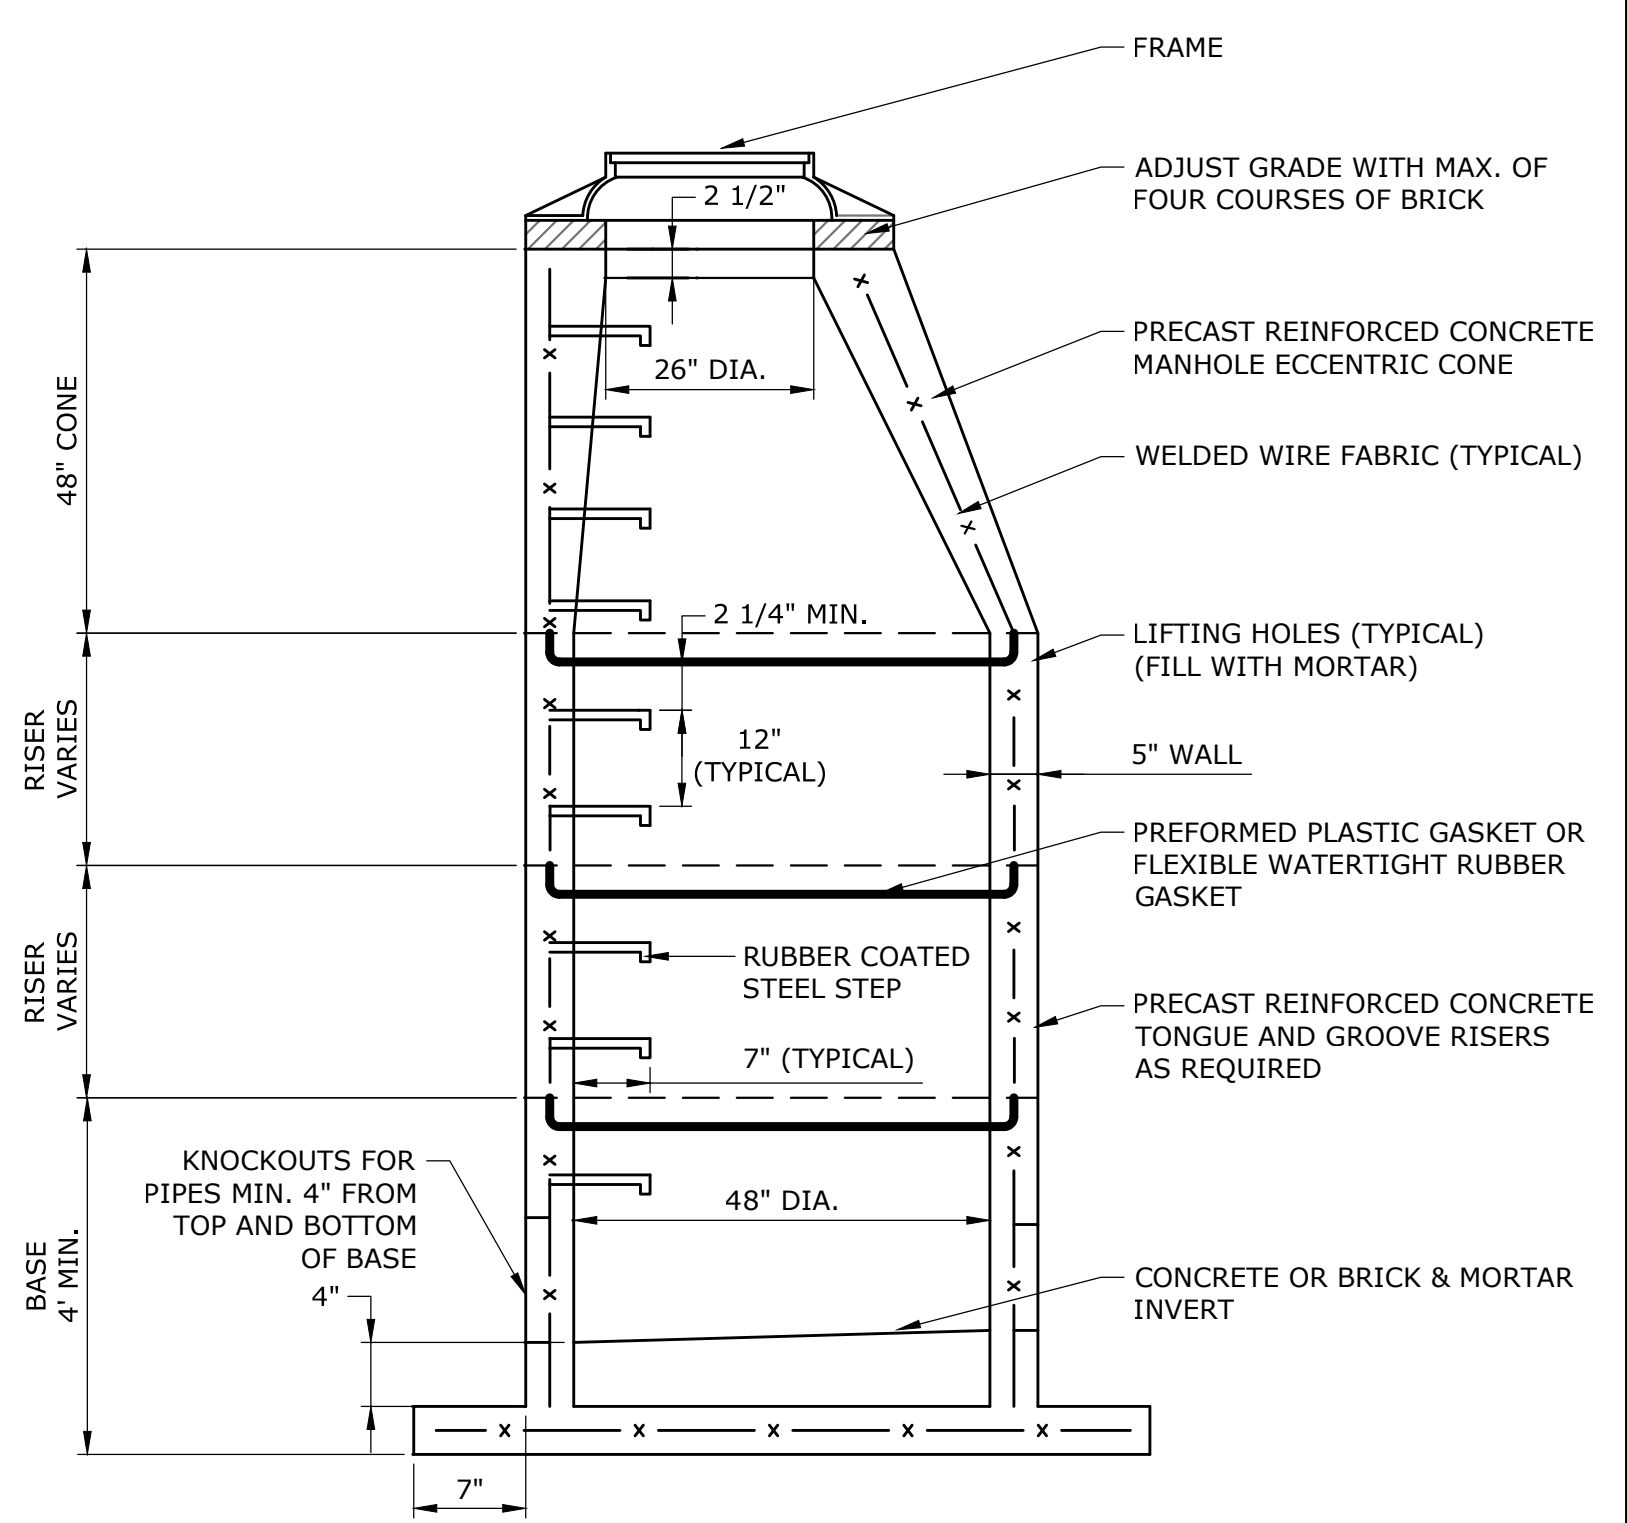 FRAME
ADJUST GRADE WITH MAX. OF
FOUR COURSES OF BRICK
2 1/2"
PRECAST REINFORCED CONCRETE
MANHOLE ECCENTRIC CONE
26" DIA.
48" CONE
WELDED WIRE FABRIC (TYPICAL)
2 1/4" MIN.
LIFTING HOLES (TYPICAL)
(FILL WITH MORTAR)
RISER
VARIES
12"
(TYPICAL)
5" WALL
PREFORMED PLASTIC GASKET OR
FLEXIBLE WATERTIGHT RUBBER
GASKET
RISER
VARIES
RUBBER COATED
STEEL STEP
PRECAST REINFORCED CONCRETE
TONGUE AND GROOVE RISERS
AS REQUIRED
7" (TYPICAL)
KNOCKOUTS FOR
PIPES MIN. 4" FROM
TOP AND BOTTOM
OF BASE
48" DIA.
BASE
4' MIN.
4"
CONCRETE OR BRICK & MORTAR
INVERT
7"